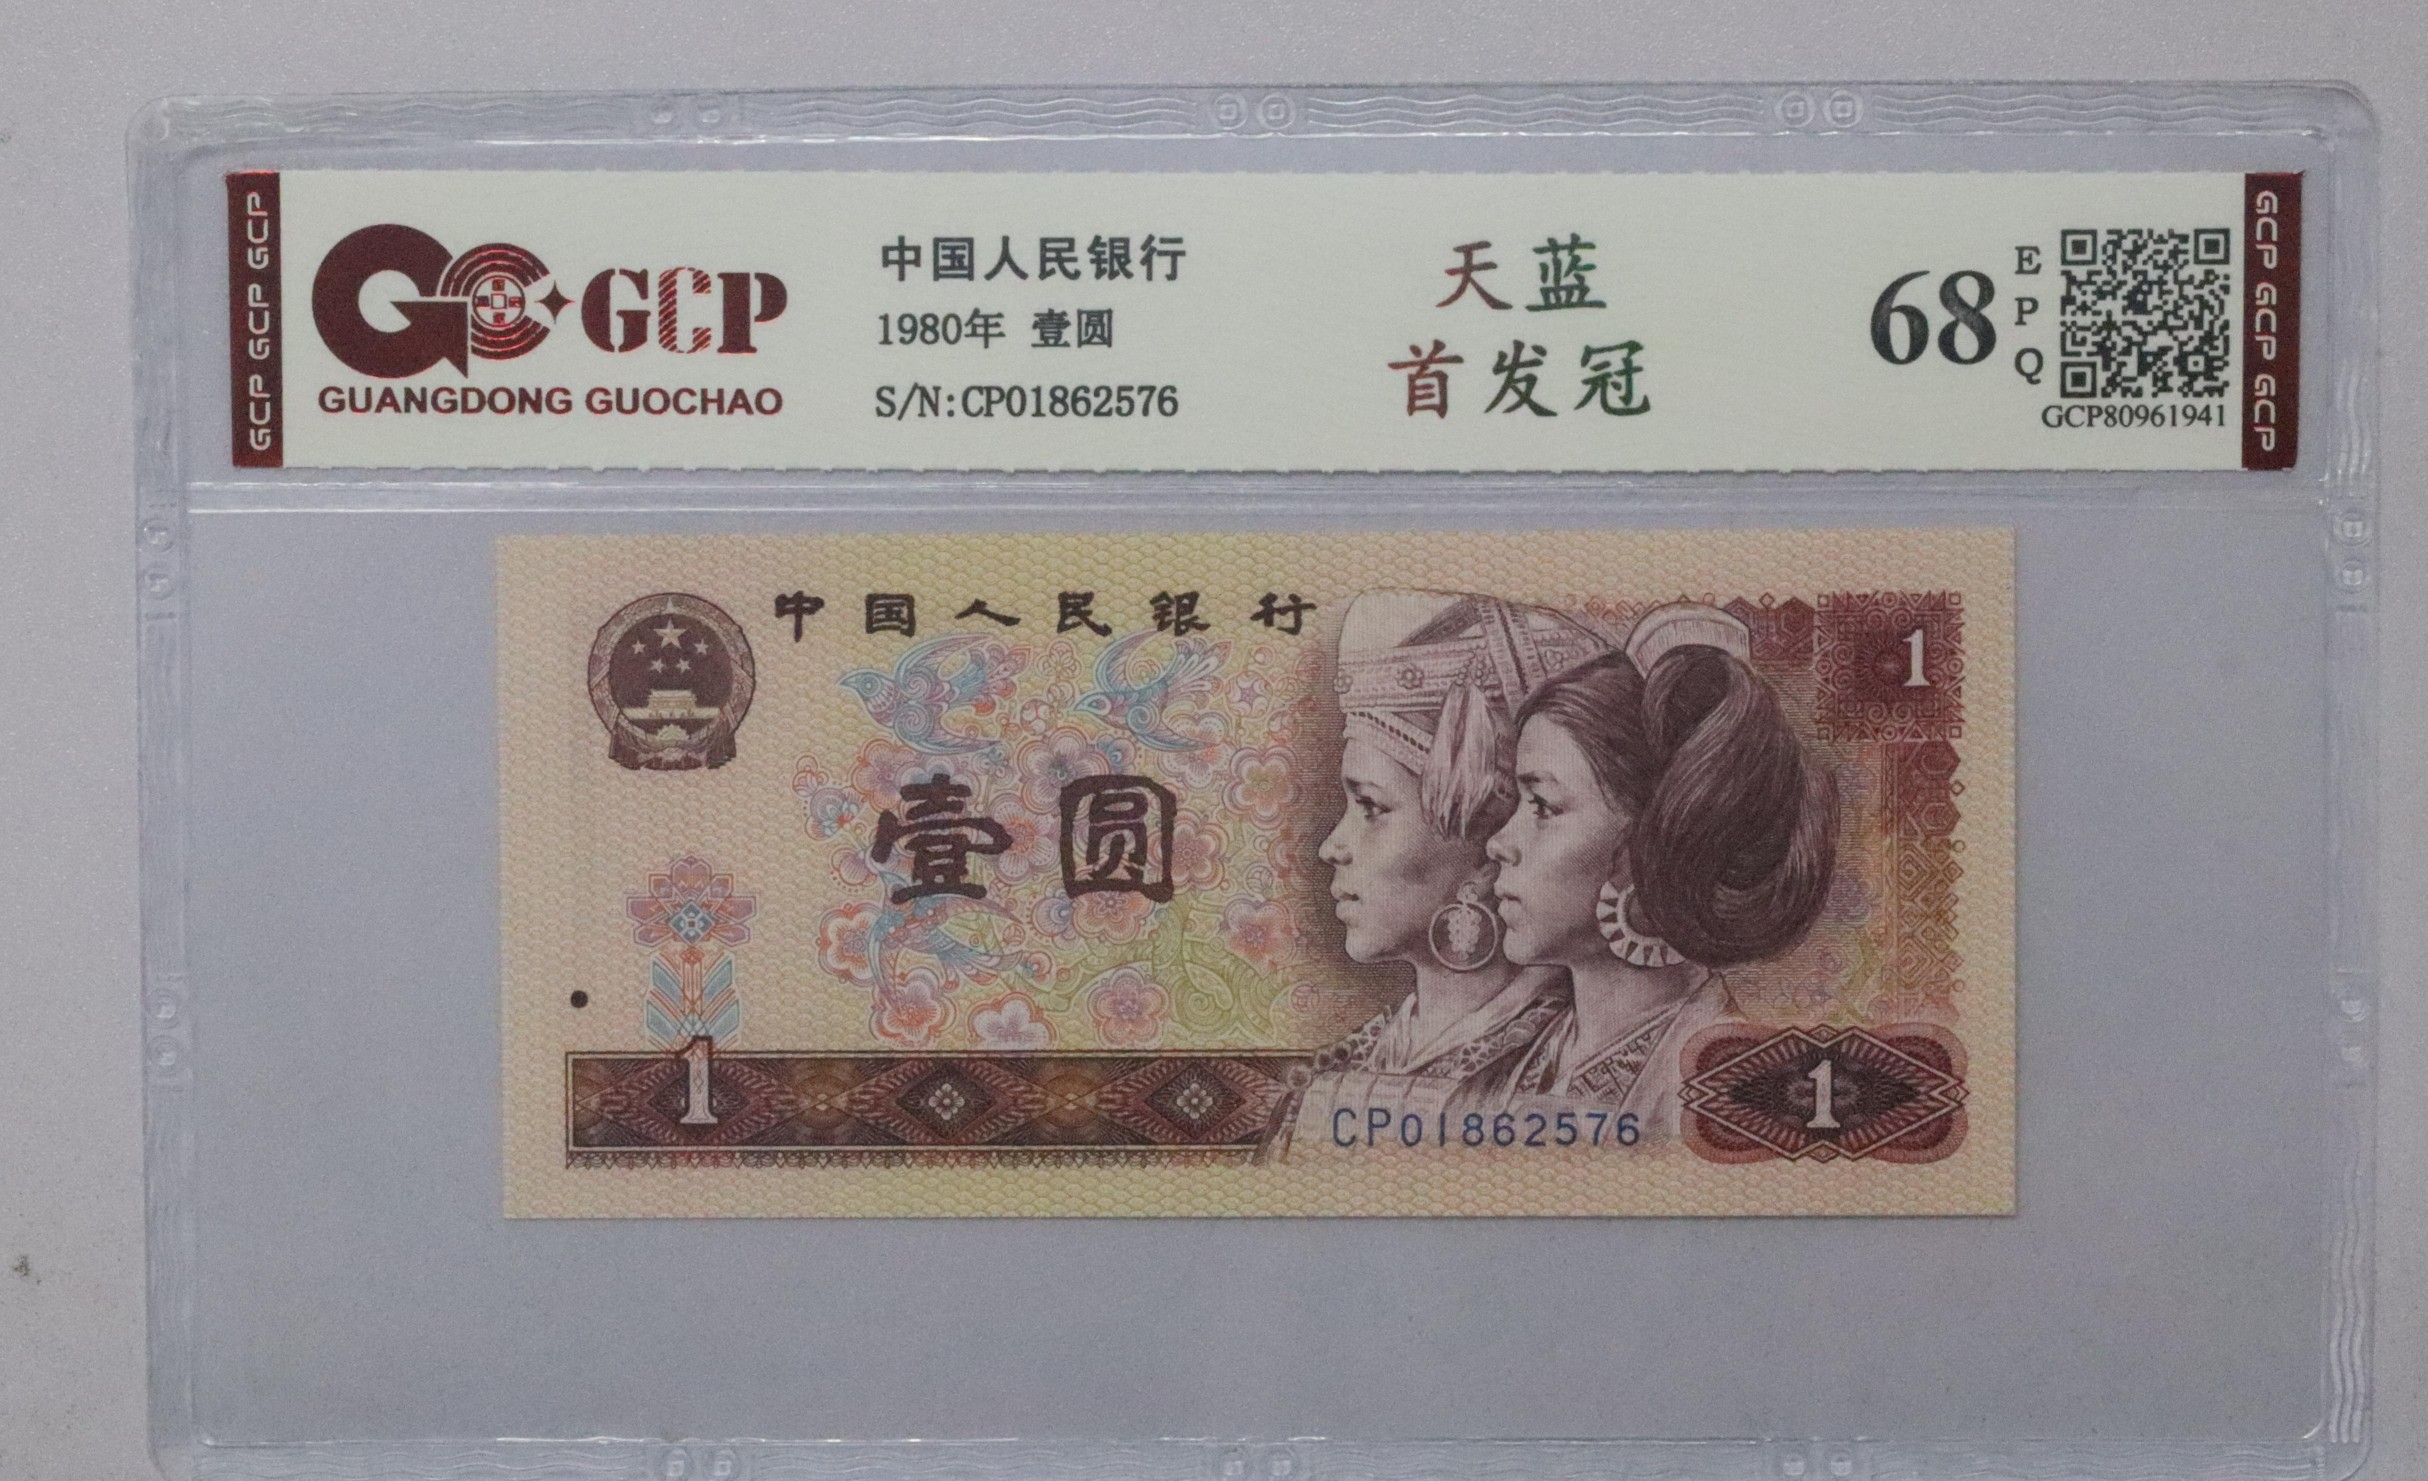 GCP GCP GCP
GCP
GUANGDONG GUOCHAO
中国人民银行
1980年 壹圆
S/N:CP01862576
天蓝
首发冠
68
E
P
Q
GCP80961941
GCP GCP GCP
中国人民银行
1
壹圆
1
1
CP01862576